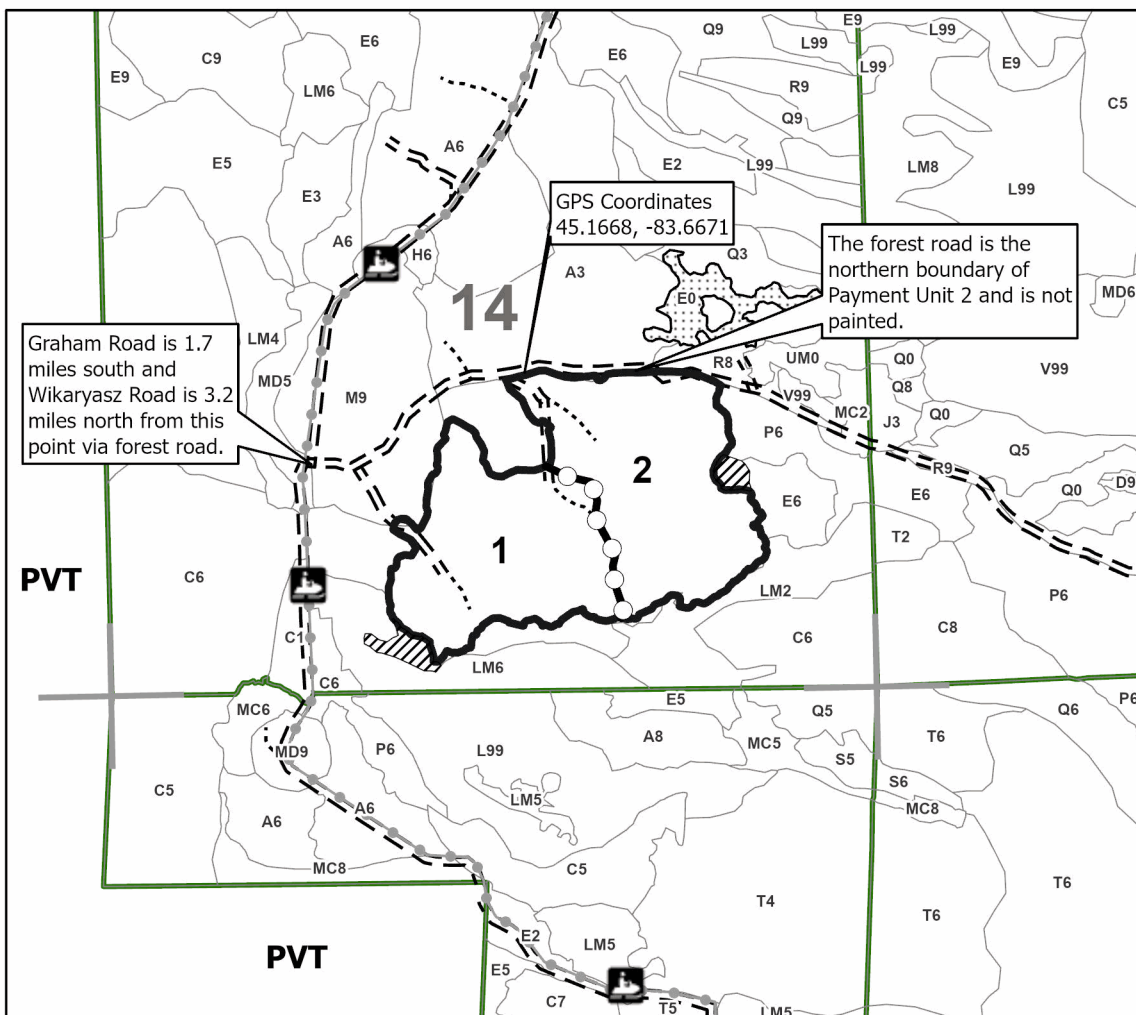 E9
Q9
E9
L99
C9
E6
L99
E9
E6
L99
E9
LM6
R9
C5
Q9
A6
E5
E2
L99
LM8
L99
E3
GPS Coordinates
45.1668, -83.6671
A6
H6
Q3
The forest road is the
northern boundary of
Payment Unit 2 and is not
painted.
A3
E0
MD6
14
LM4
Graham Road is 1.7
miles south and
Wikaryasz Road is 3.2
miles north from this
point via forest road.
R8
UM0
Q0
V99
MD5
M9
V99
Q8
MC2
J3
Q0
P6
Q5
2
R9
D9
E6
E6
Q0
T2
1
PVT
C6
LM2
P6
C1
C6
C8
LM6
C6
E5
P6
MC6
Q5
Q6
MD9
P6
L99
A8
MC5
T6
S5
C5
S6
LM5
A6
A6
MC8
MC8
C5
T6
T4
T6
E2
LM5
PVT
E5
C7
T5
LM5